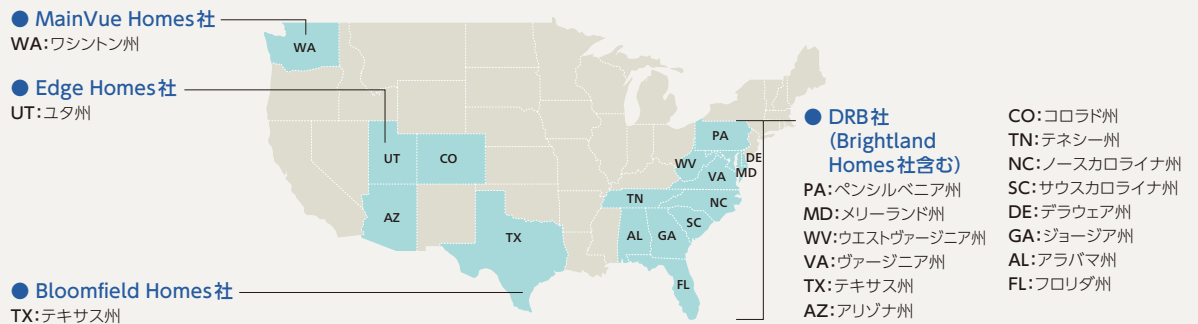 ● MainVue Homes社
WA：ワシントン州
● Edge Homes社
UT：ユタ州
● Bloomfield Homes社
TX：テキサス州
WA
UT
CO
AZ
TX
PA
WV
DE
MD
VA
TN
NC
SC
AL
GA
FL
● DRB社
（Brightland
Homes社含む）
PA：ペンシルベニア州
MD：メリーランド州
WV：ウエストヴァージニア州
VA：ヴァージニア州
TX：テキサス州
AZ：アリゾナ州
CO：コロラド州
TN：テネシー州
NC：ノースカロライナ州
SC：サウスカロライナ州
DE：デラウェア州
GA：ジョージア州
AL：アラバマ州
FL：フロリダ州